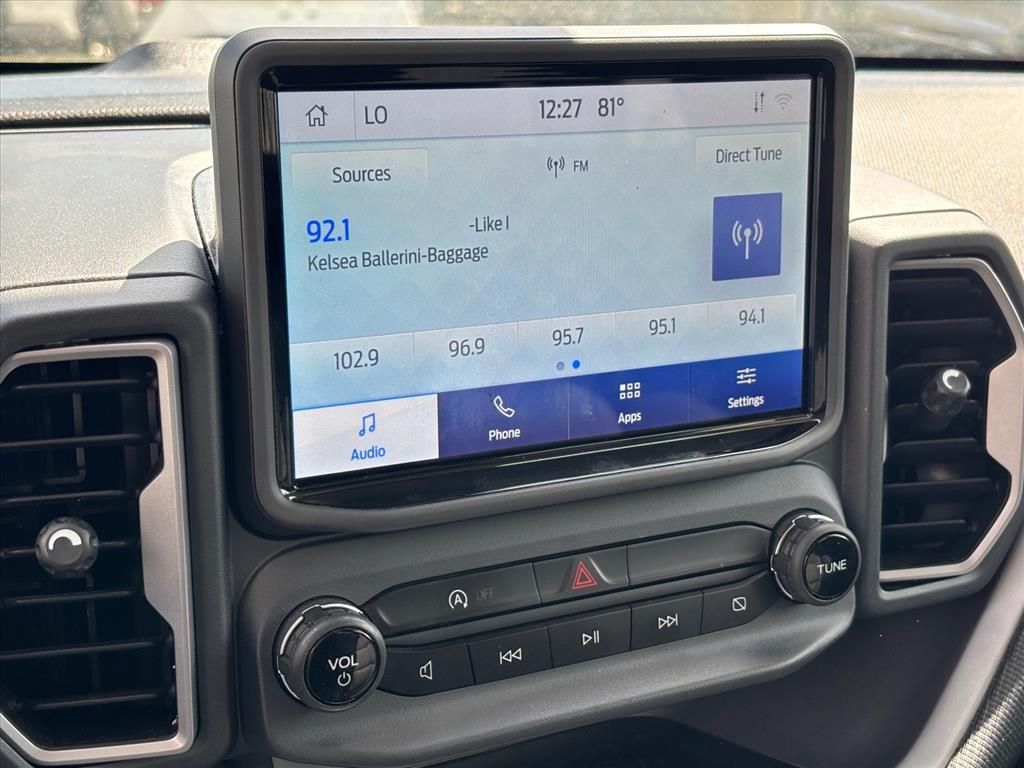 LO 12:27 81°
Sources FM Direct Tune
92.1 -Like I
Kelsea Ballerini-Baggage
102.9 96.9 95.7 95.1 94.1
Audio Phone Apps Settings
A OFF
VOL TUNE